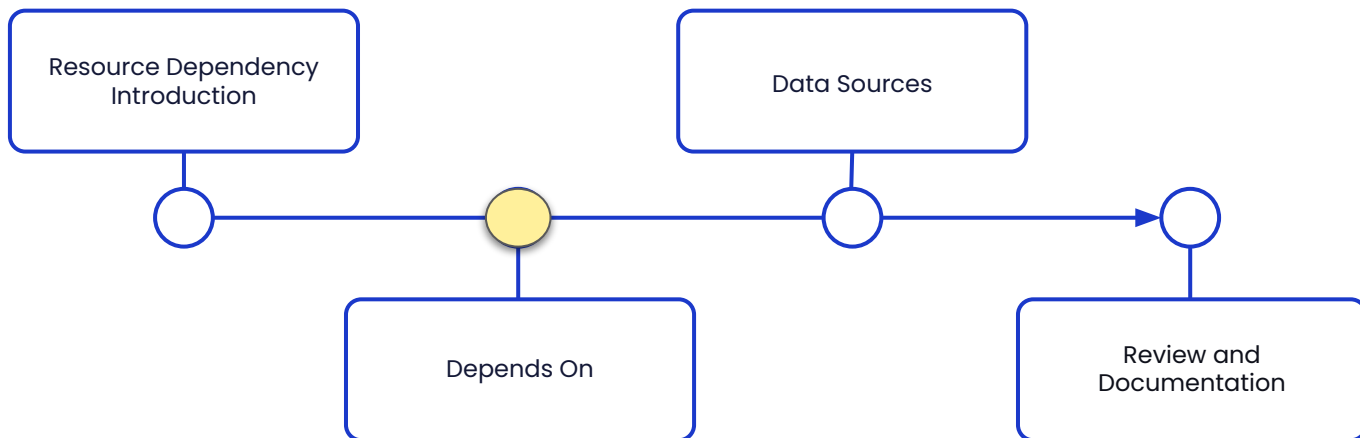 Resource Dependency
Introduction
Data Sources
Depends On
Review and
Documentation